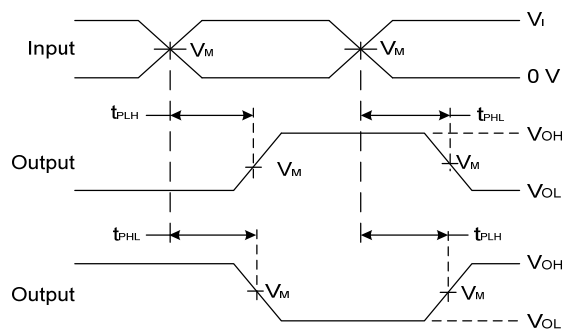 VI
Input VM VM
0 V
tPLH tPHL
VOH
Output VM VM
VOL
tPHL tPLH
VOH
Output VM VM
VOL